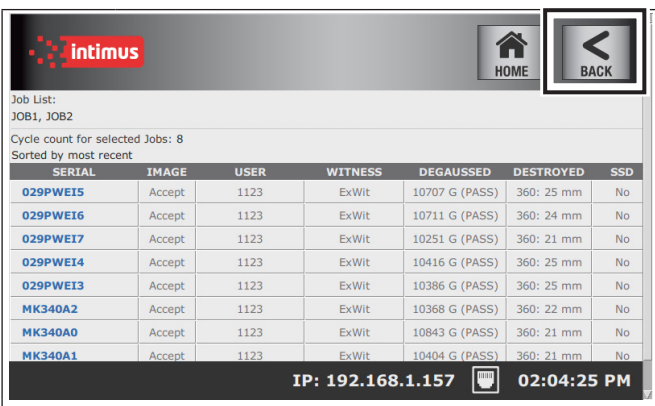 intimus
HOME
BACK
Job List:
JOB1, JOB2
Cycle count for selected Jobs: 8
Sorted by most recent
SERIAL IMAGE USER WITNESS DEGAUSSED DESTROYED SSD
029PWEI5 Accept 1123 ExWit 10707 G (PASS) 360: 25 mm No
029PWEI6 Accept 1123 ExWit 10711 G (PASS) 360: 24 mm No
029PWEI7 Accept 1123 ExWit 10251 G (PASS) 360: 21 mm No
029PWEI4 Accept 1123 ExWit 10416 G (PASS) 360: 25 mm No
029PWEI3 Accept 1123 ExWit 10386 G (PASS) 360: 25 mm No
MK340A2 Accept 1123 ExWit 10368 G (PASS) 360: 22 mm No
MK340A0 Accept 1123 ExWit 10843 G (PASS) 360: 21 mm No
MK340A1 Accept 1123 ExWit 10404 G (PASS) 360: 21 mm No
IP: 192.168.1.157 02:04:25 PM